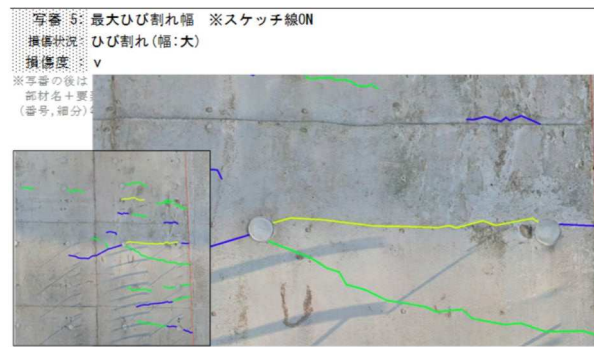 写番 5: 最大ひび割れ幅 ※スケッチ線ON
損傷状況: ひび割れ(幅:大)
損傷度 : v
※写番の後は
部材名＋要
(番号,細分)